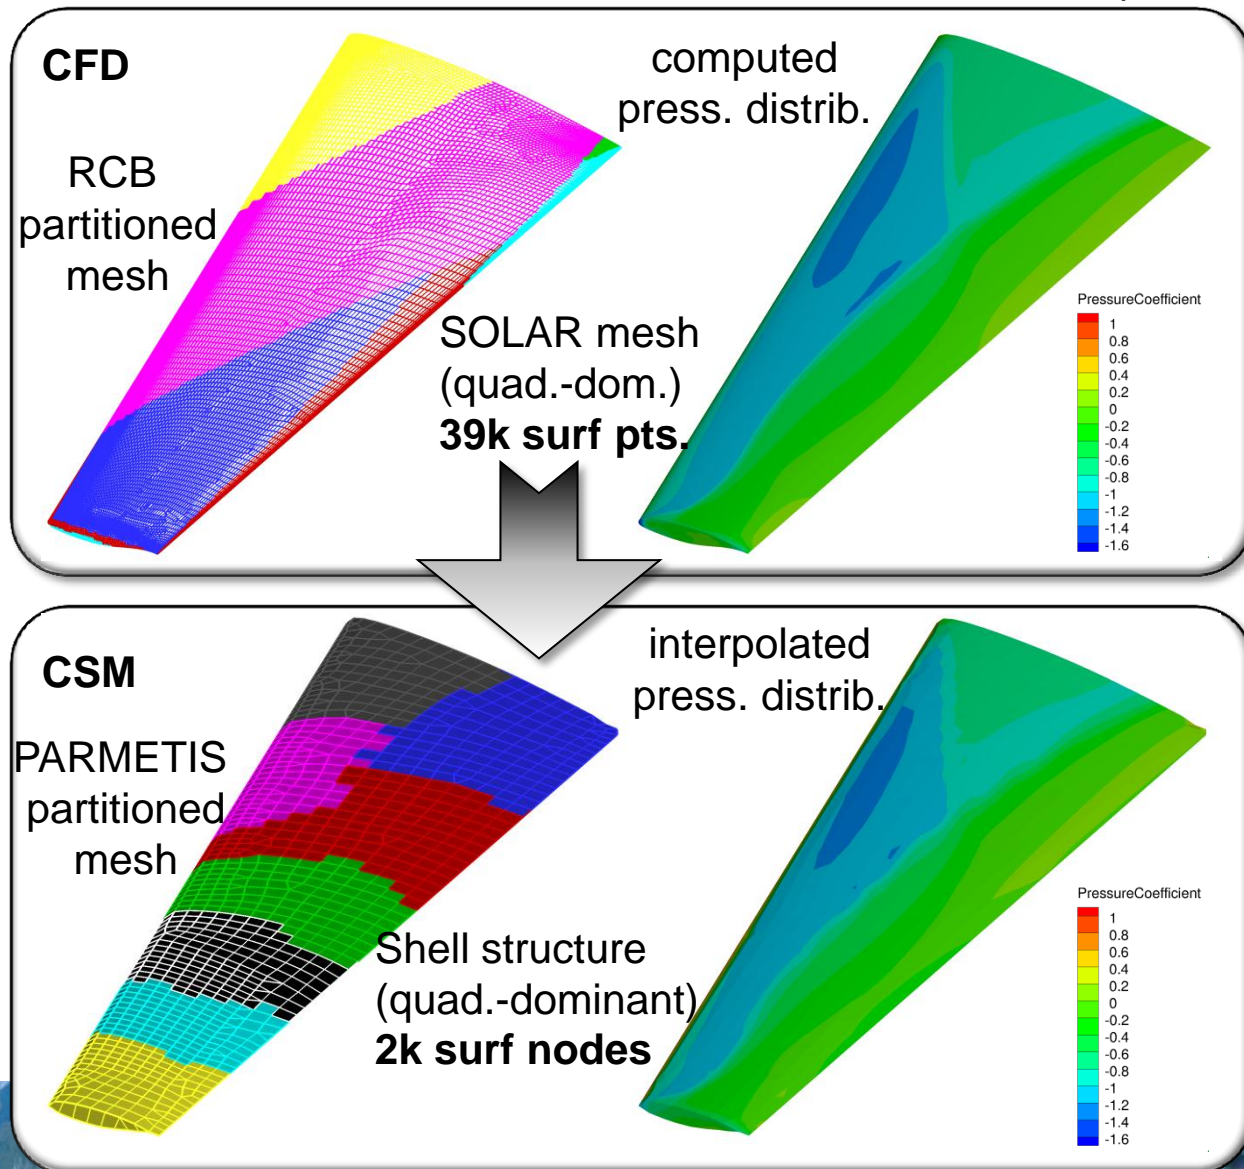 CFD
RCB
partitioned
mesh
computed
press. distrib.
SOLAR mesh
(quad.-dom.)
39k surf pts.
PressureCoefficient
1
0.8
0.6
0.4
0.2
0
-0.2
-0.4
-0.6
-0.8
-1
-1.2
-1.4
-1.6
CSM
PARMETIS
partitioned
mesh
interpolated
press. distrib.
Shell structure
(quad.-dominant)
2k surf nodes
PressureCoefficient
1
0.8
0.6
0.4
0.2
0
-0.2
-0.4
-0.6
-0.8
-1
-1.2
-1.4
-1.6